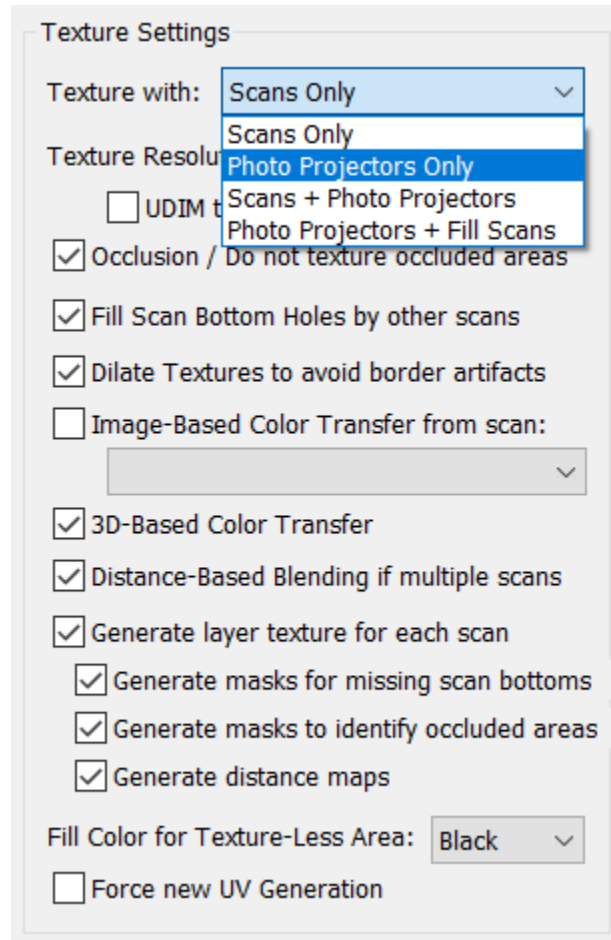 Texture Settings
Texture with: Scans Only
Scans Only
Texture Resolu
Photo Projectors Only
UDIM t
Scans + Photo Projectors
Photo Projectors + Fill Scans
Occlusion / Do not texture occluded areas
Fill Scan Bottom Holes by other scans
Dilate Textures to avoid border artifacts
Image-Based Color Transfer from scan:
3D-Based Color Transfer
Distance-Based Blending if multiple scans
Generate layer texture for each scan
Generate masks for missing scan bottoms
Generate masks to identify occluded areas
Generate distance maps
Fill Color for Texture-Less Area: Black
Force new UV Generation